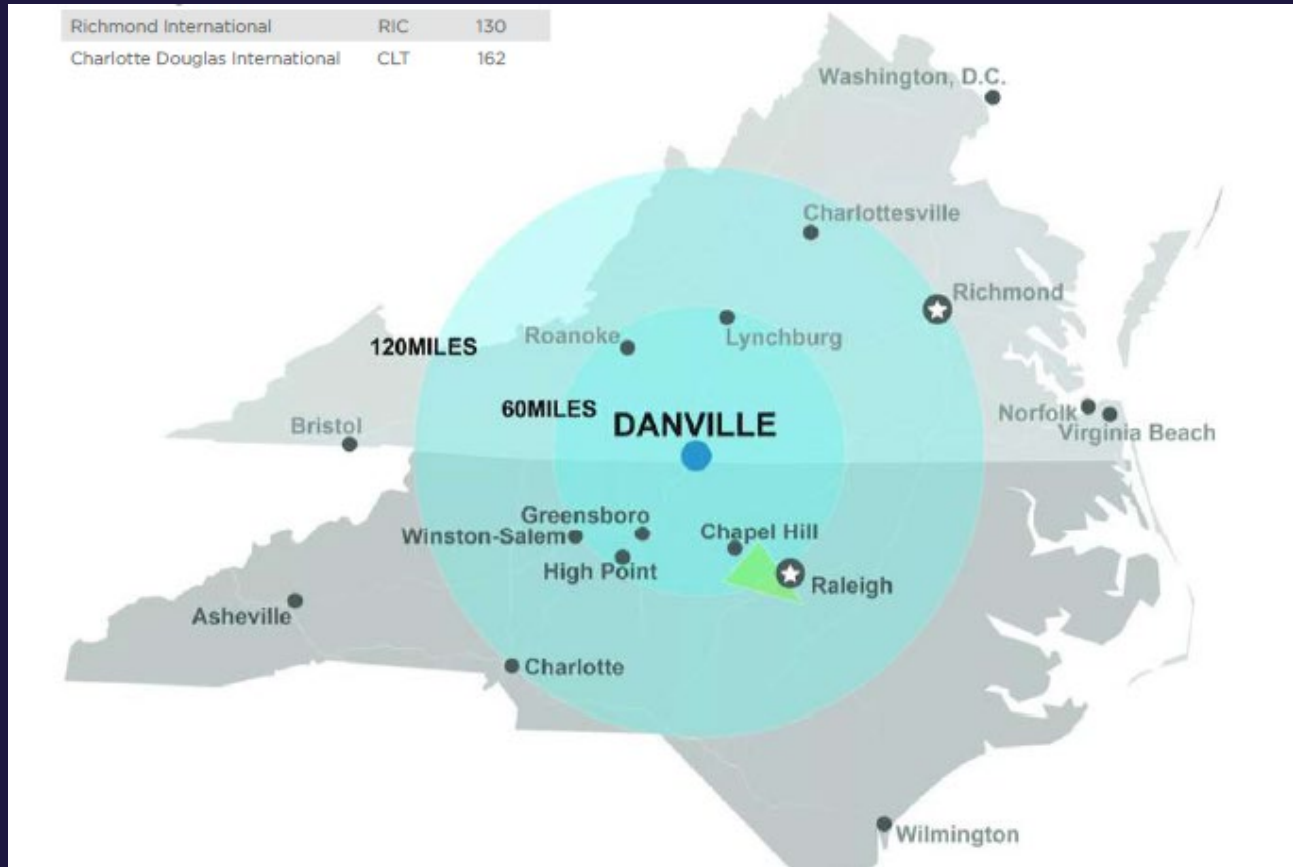 Richmond International RIC 130
Charlotte Douglas International CLT 162
Washington, D.C.
Charlottesville
Richmond
Roanoke
Lynchburg
120MILES
60MILES
DANVILLE
Bristol
Norfolk
Virginia Beach
Greensboro
Winston-Salem
High Point
Chapel Hill
Raleigh
Asheville
Charlotte
Wilmington